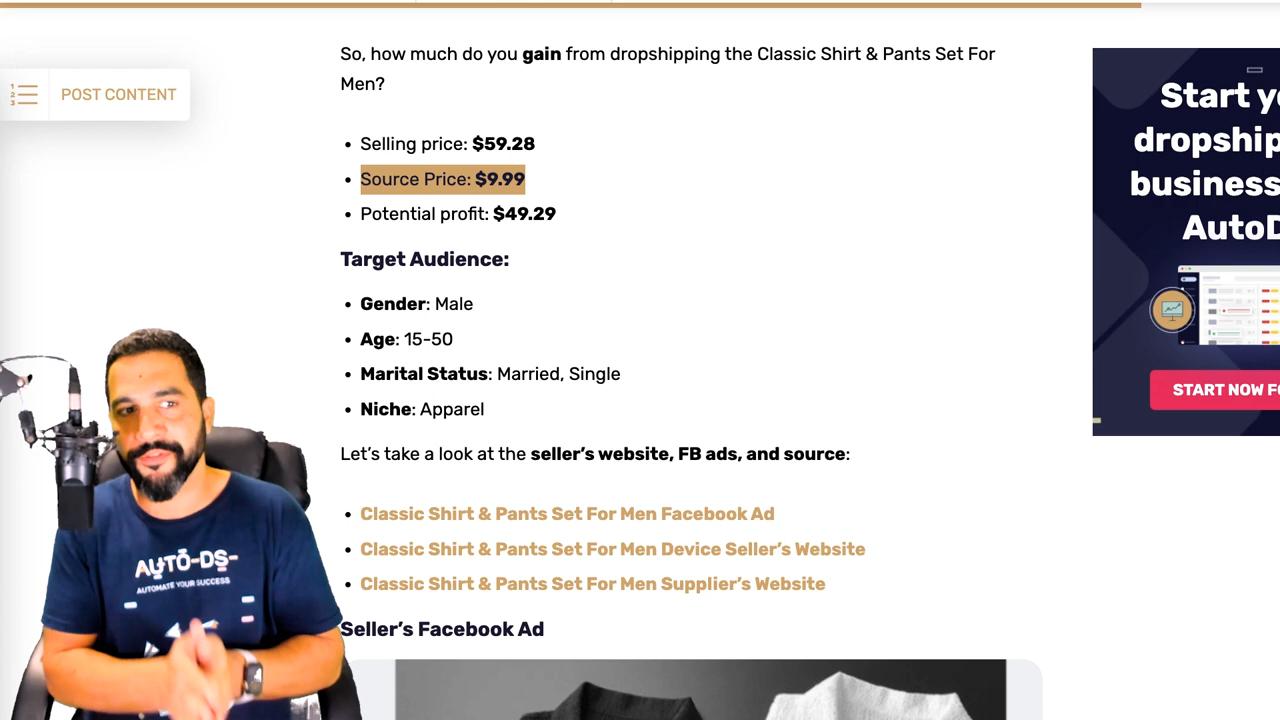 So, how much do you gain from dropshipping the Classic Shirt & Pants Set For
Men?
POST CONTENT
Selling price: $59.28
Source Price: $9.99
Potential profit: $49.29
Target Audience:
Gender: Male
Age: 15-50
Marital Status: Married, Single
Niche: Apparel
Let's take a look at the seller's website, FB ads, and source:
Classic Shirt & Pants Set For Men Facebook Ad
Classic Shirt & Pants Set For Men Device Seller's Website
Classic Shirt & Pants Set For Men Supplier's Website
Seller's Facebook Ad
Start yo
dropship
business
AutoD
START NOW FO
AUTO-DS-
AUTOMATE YOUR SUCCESS